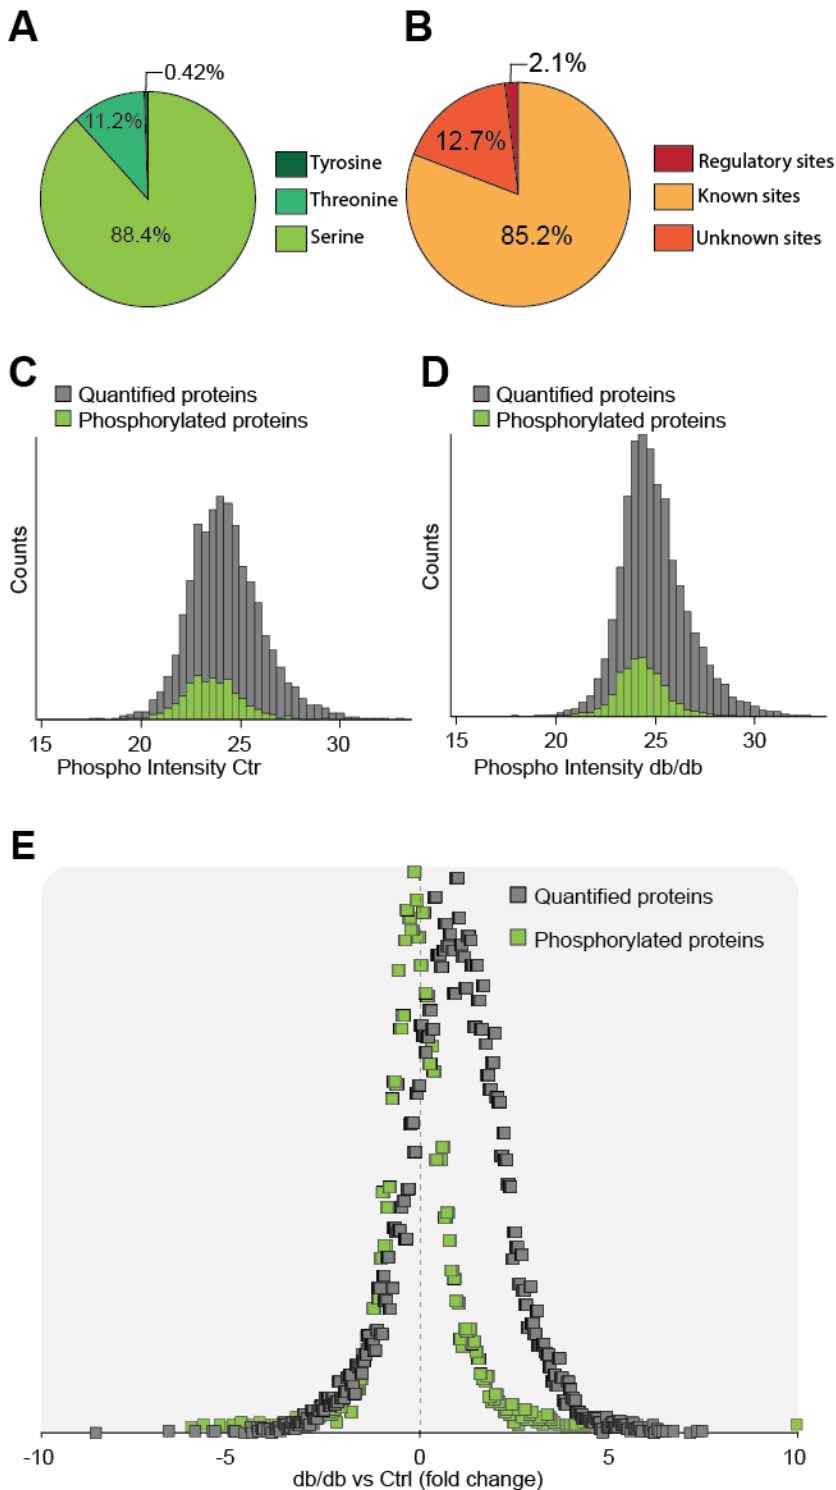 A
B
0.42%
2.1%
11.2%
12.7%
88.4%
85.2%
Tyrosine
Threonine
Serine
Regulatory sites
Known sites
Unknown sites
C
D
Quantified proteins
Phosphorylated proteins
Quantified proteins
Phosphorylated proteins
Counts
Counts
15 20 25 30
Phospho Intensity Ctr
15 20 25 30
Phospho Intensity db/db
E
Quantified proteins
Phosphorylated proteins
-10 -5 0 5 10
db/db vs Ctrl (fold change)